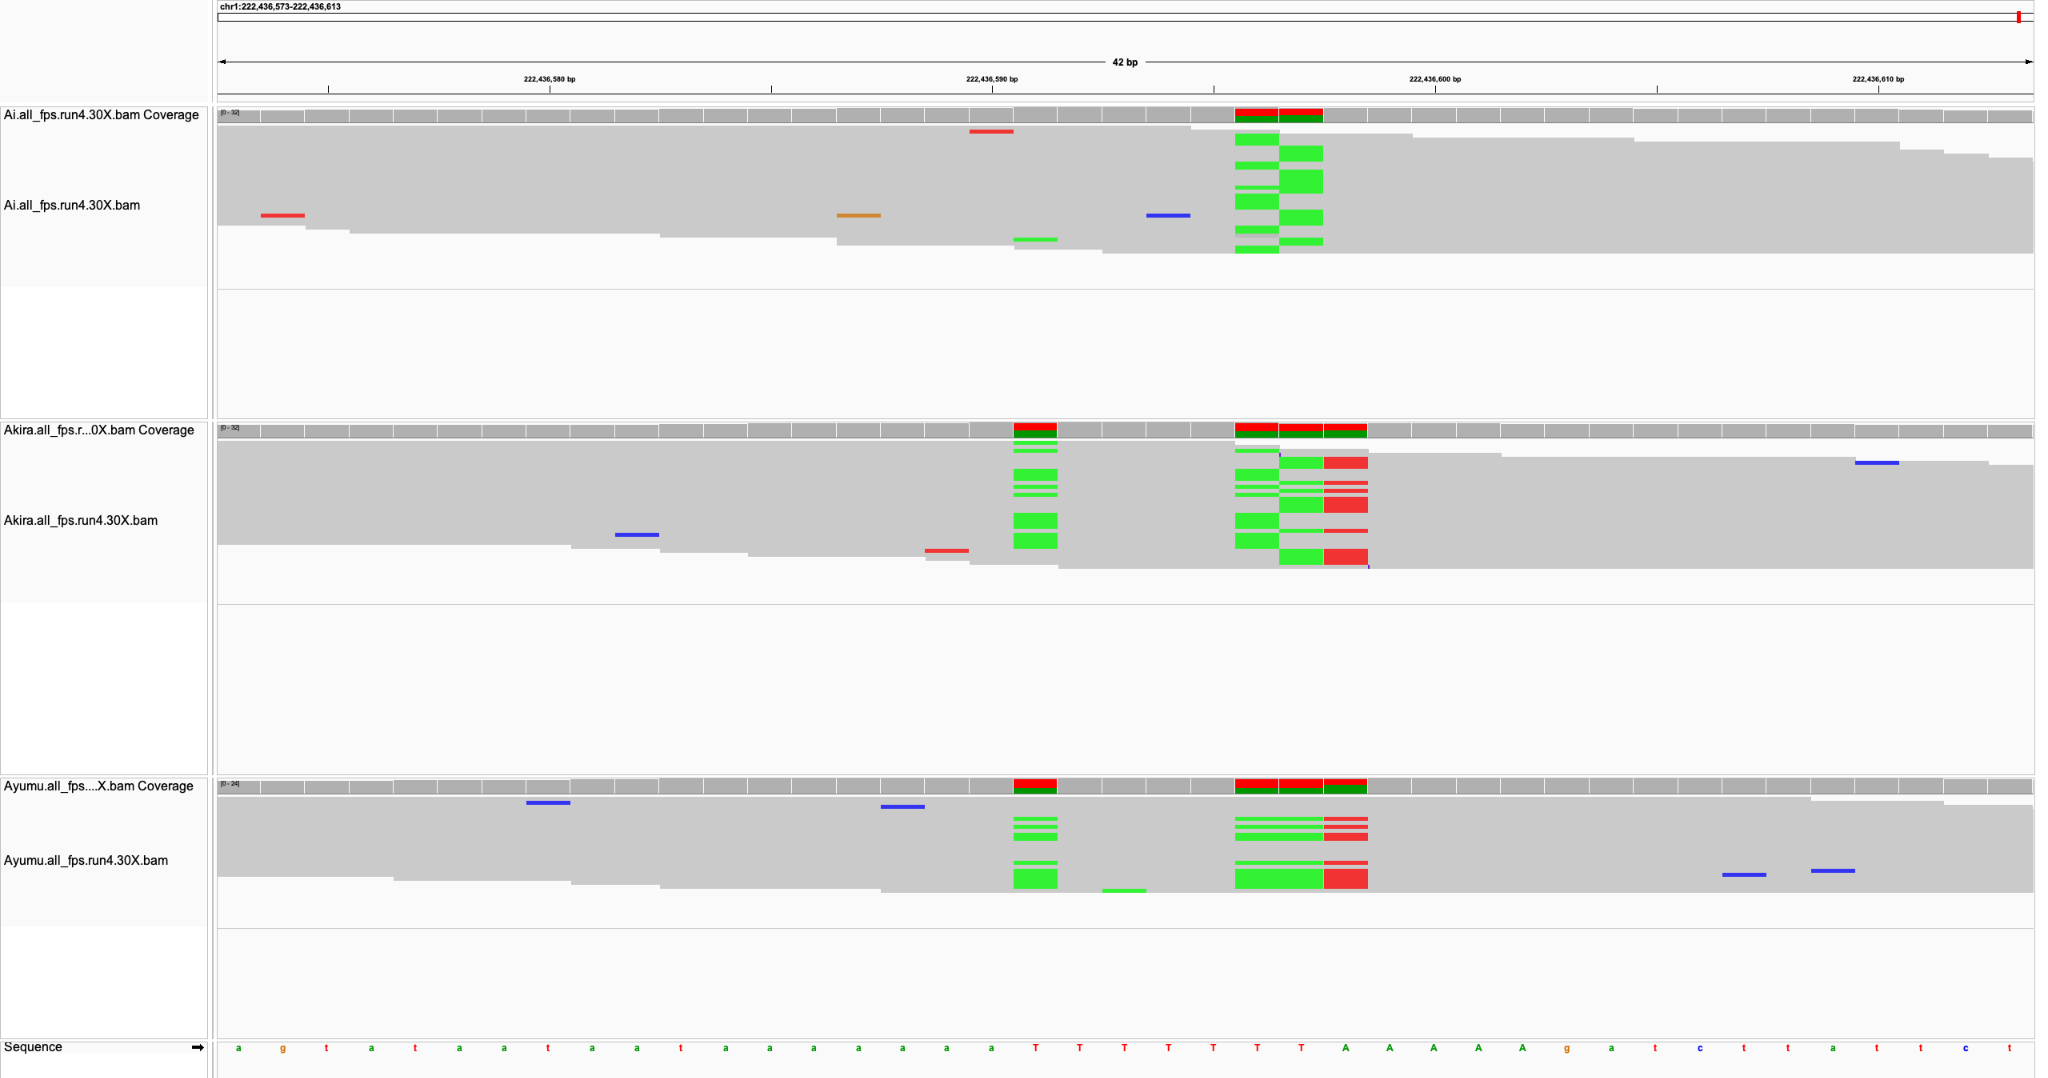 chr1:222,436,573-222,436,613
42 bp
222,436,580 bp 222,436,590 bp 222,436,600 bp 222,436,610 bp
Ai.all_fps.run4.30X.bam Coverage
[0 - 32]
Ai.all_fps.run4.30X.bam
Akira.all_fps.r...0X.bam Coverage
[0 - 32]
Akira.all_fps.run4.30X.bam
Ayumu.all_fps....X.bam Coverage
[0 - 24]
Ayumu.all_fps.run4.30X.bam
Sequence a g t a t a a t a a t a a a a a a a T T T T T T T A A A A A g a t c t t a t t c t